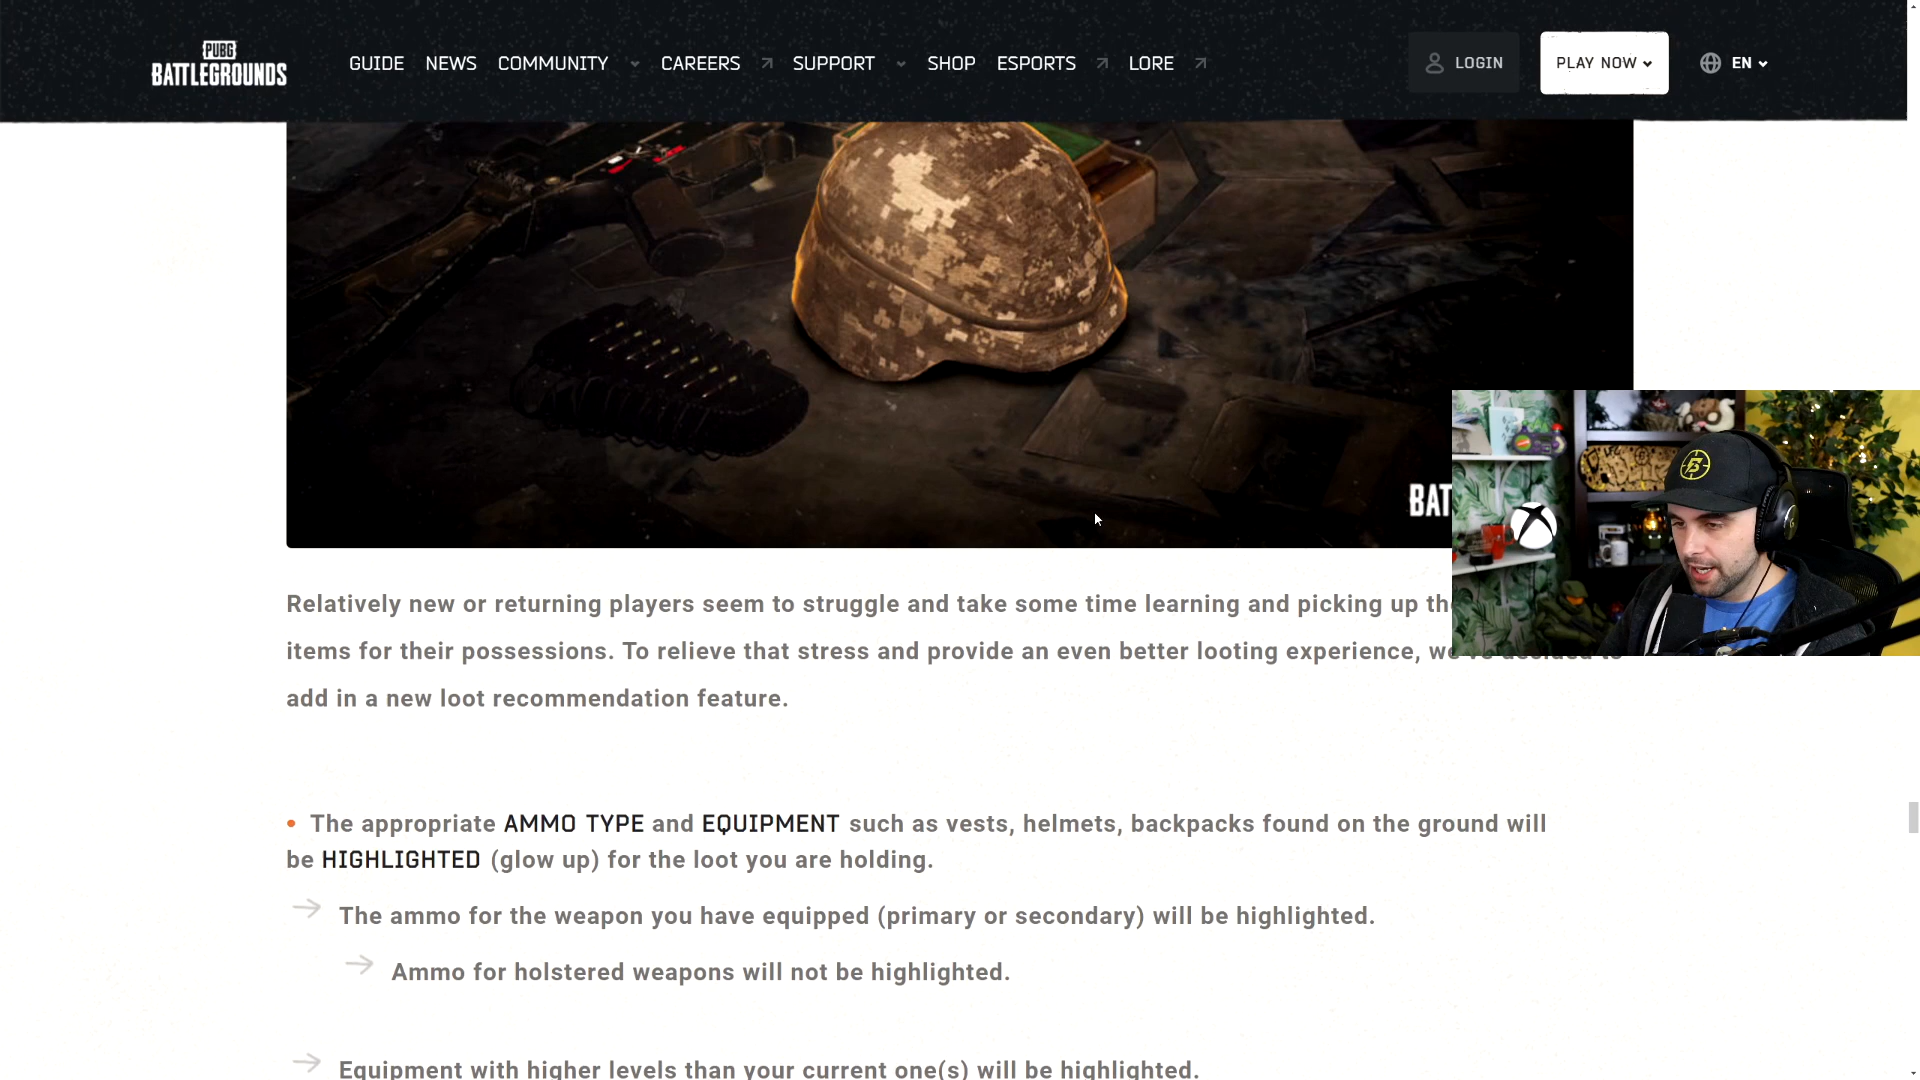 PUBG
BATTLEGROUNDS
GUIDE NEWS COMMUNITY CAREERS SUPPORT SHOP ESPORTS LORE
LOGIN
PLAY NOW
EN
BAT
Relatively new or returning players seem to struggle and take some time learning and picking up
items for their possessions. To relieve that stress and provide an even better looting experience, we've decided to
add in a new loot recommendation feature.
• The appropriate AMMO TYPE and EQUIPMENT such as vests, helmets, backpacks found on the ground will
be HIGHLIGHTED (glow up) for the loot you are holding.
→ The ammo for the weapon you have equipped (primary or secondary) will be highlighted.
→ Ammo for holstered weapons will not be highlighted.
→ Equipment with higher levels than your current one(s) will be highlighted.